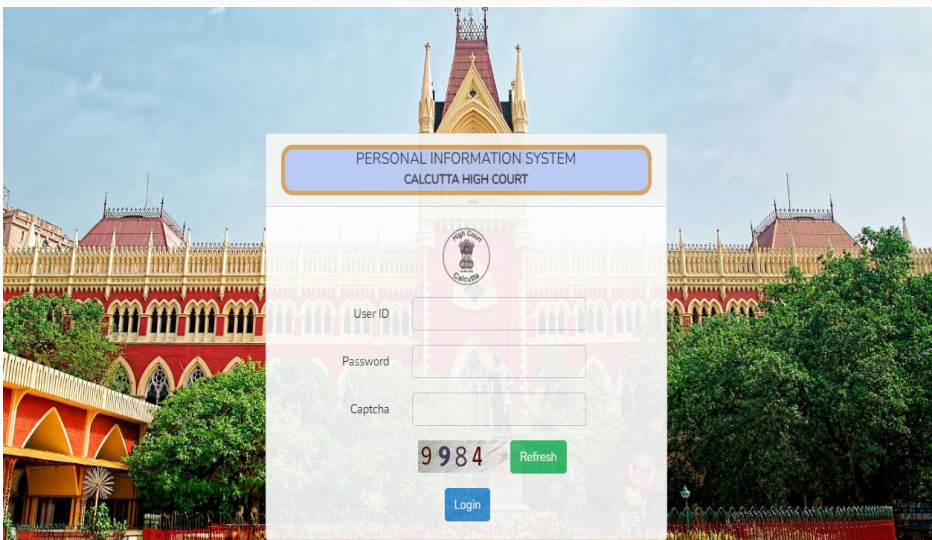 PERSONAL INFORMATION SYSTEM
CALCUTTA HIGH COURT
High Court
Calcutta
User ID
Password
Captcha
9984
Refresh
Login